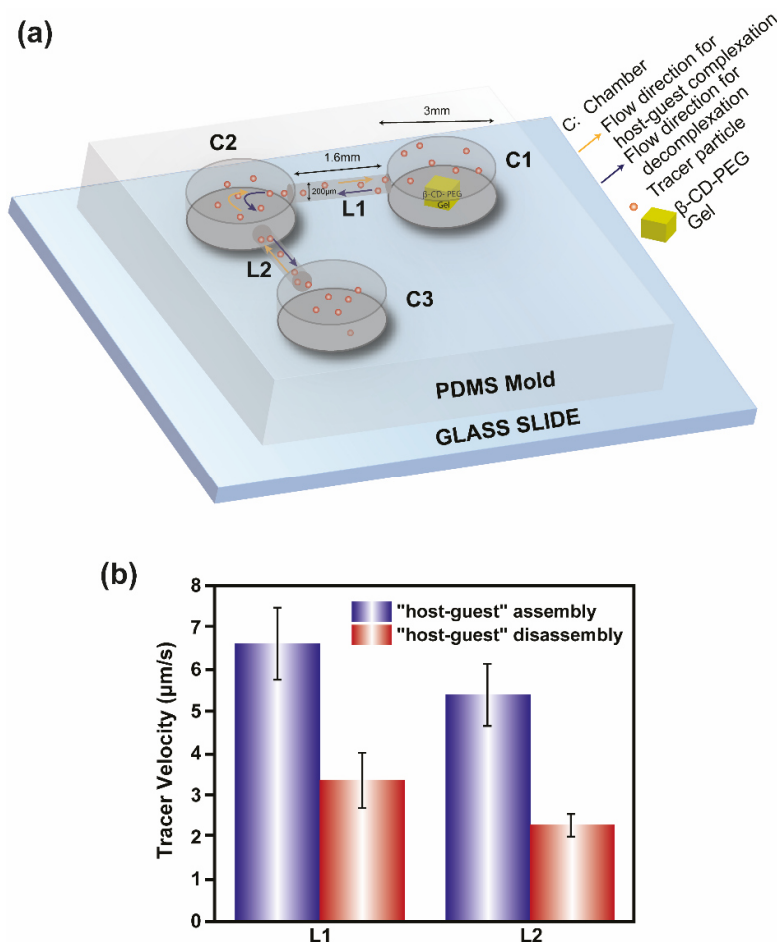 (a)
C: Chamber
Flow direction for
host-guest complexation
Flow direction for
decomplexation
Tracer particle
β-CD-PEG
Gel
3mm
C2
1.6mm
C1
200µm
L1
β-CD-PEG
Gel
L2
C3
PDMS Mold
GLASS SLIDE
(b)
8
7
6
5
4
3
2
1
0
Tracer Velocity (µm/s)
"host-guest" assembly
"host-guest" disassembly
L1
L2